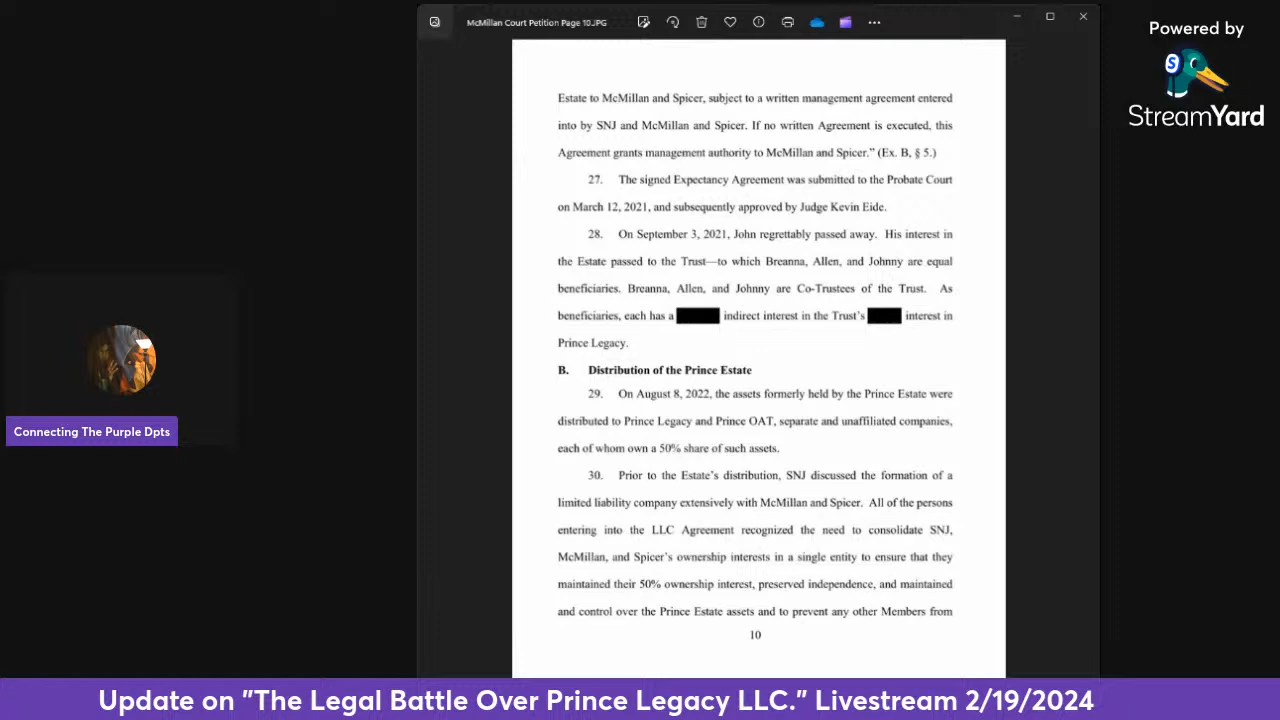 McMillan Court Petition Page 10.JPG
Powered by
StreamYard
Estate to McMillan and Spicer, subject to a written management agreement entered
into by SNJ and McMillan and Spicer. If no written Agreement is executed, this
Agreement grants management authority to McMillan and Spicer.” (Ex. B, § 5.)
27. The signed Expectancy Agreement was submitted to the Probate Court
on March 12, 2021, and subsequently approved by Judge Kevin Eide.
28. On September 3, 2021, John regrettably passed away. His interest in
the Estate passed to the Trust—to which Breanna, Allen, and Johnny are equal
beneficiaries. Breanna, Allen, and Johnny are Co-Trustees of the Trust. As
beneficiaries, each has a indirect interest in the Trust’s interest in
Prince Legacy.
B. Distribution of the Prince Estate
29. On August 8, 2022, the assets formerly held by the Prince Estate were
distributed to Prince Legacy and Prince OAT, separate and unaffiliated companies,
each of whom own a 50% share of such assets.
30. Prior to the Estate’s distribution, SNJ discussed the formation of a
limited liability company extensively with McMillan and Spicer. All of the persons
entering into the LLC Agreement recognized the need to consolidate SNJ,
McMillan, and Spicer’s ownership interests in a single entity to ensure that they
maintained their 50% ownership interest, preserved independence, and maintained
and control over the Prince Estate assets and to prevent any other Members from
10
Connecting The Purple Dpts
Update on "The Legal Battle Over Prince Legacy LLC." Livestream 2/19/2024